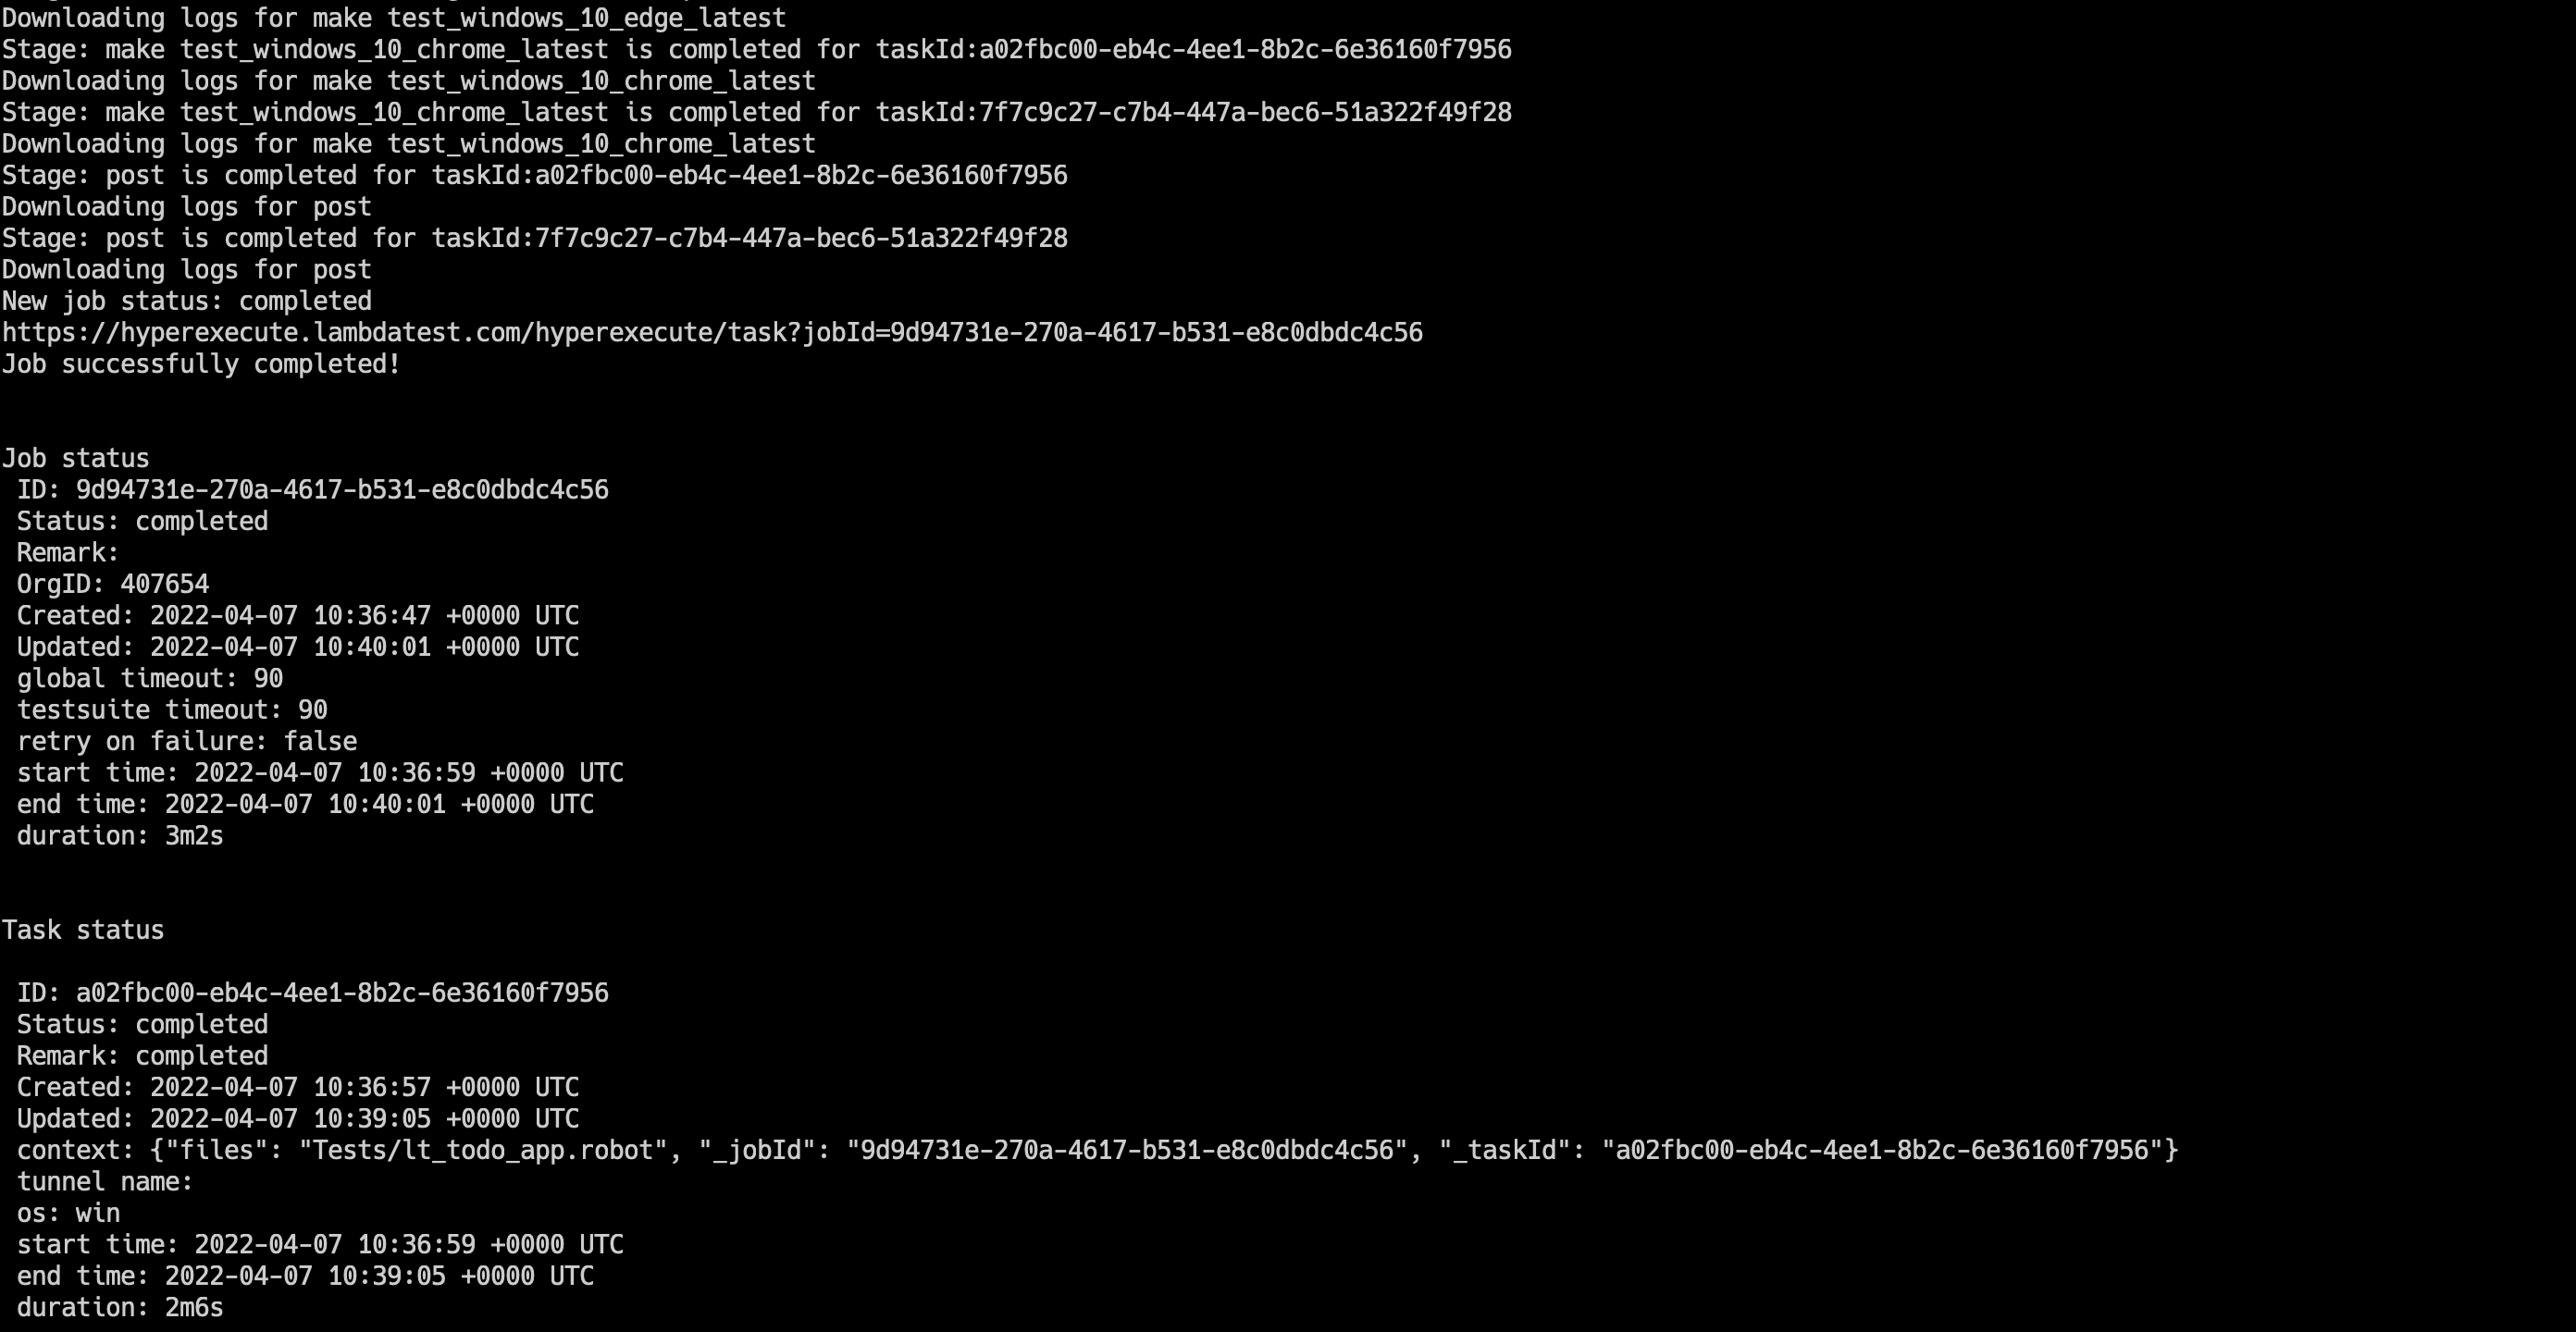 Downloading logs for make test_windows_10_edge_latest
Stage: make test_windows_10_chrome_latest is completed for taskId:a02fbc00-eb4c-4ee1-8b2c-6e36160f7956
Downloading logs for make test_windows_10_chrome_latest
Stage: make test_windows_10_chrome_latest is completed for taskId:7f7c9c27-c7b4-447a-bec6-51a322f49f28
Downloading logs for make test_windows_10_chrome_latest
Stage: post is completed for taskId:a02fbc00-eb4c-4ee1-8b2c-6e36160f7956
Downloading logs for post
Stage: post is completed for taskId:7f7c9c27-c7b4-447a-bec6-51a322f49f28
Downloading logs for post
New job status: completed
https://hyperexecute.lambdatest.com/hyperexecute/task?jobId=9d94731e-270a-4617-b531-e8c0dbdc4c56
Job successfully completed!
Job status
ID: 9d94731e-270a-4617-b531-e8c0dbdc4c56
Status: completed
Remark:
OrgID: 407654
Created: 2022-04-07 10:36:47 +0000 UTC
Updated: 2022-04-07 10:40:01 +0000 UTC
global timeout: 90
testsuite timeout: 90
retry on failure: false
start time: 2022-04-07 10:36:59 +0000 UTC
end time: 2022-04-07 10:40:01 +0000 UTC
duration: 3m2s
Task status
ID: a02fbc00-eb4c-4ee1-8b2c-6e36160f7956
Status: completed
Remark: completed
Created: 2022-04-07 10:36:57 +0000 UTC
Updated: 2022-04-07 10:39:05 +0000 UTC
context: {"files": "Tests/lt_todo_app.robot", "_jobId": "9d94731e-270a-4617-b531-e8c0dbdc4c56", "_taskId": "a02fbc00-eb4c-4ee1-8b2c-6e36160f7956"}
tunnel name:
os: win
start time: 2022-04-07 10:36:59 +0000 UTC
end time: 2022-04-07 10:39:05 +0000 UTC
duration: 2m6s